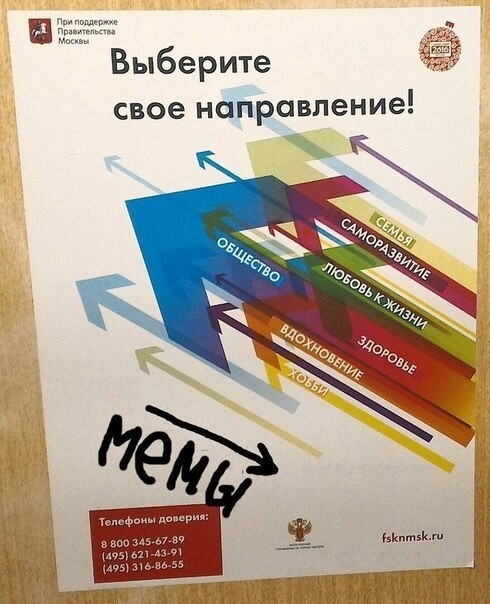 При поддержке
Правительства
Москвы
2016
Выберите
свое направление!
СЕМЬЯ
САМОРАЗВИТИЕ
ОБЩЕСТВО
ЛЮБОВЬ К ЖИЗНИ
ЗДОРОВЬЕ
ВДОХНОВЕНИЕ
ХОББИ
мемы
Телефоны доверия:
8 800 345-67-89
(495) 621-43-91
(495) 316-86-55
fsknmsk.ru